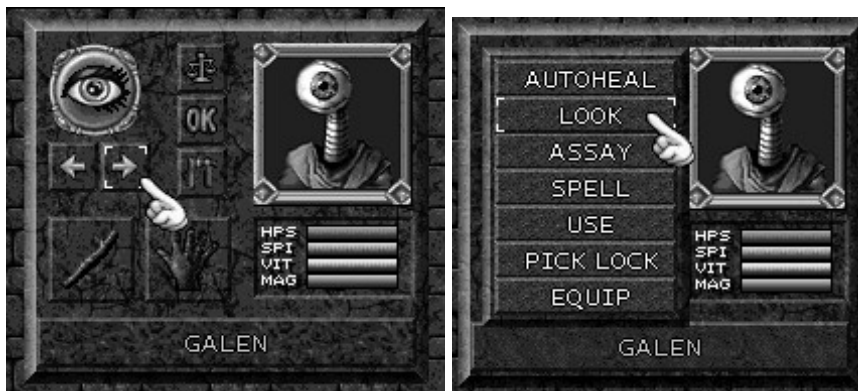 OK
HPS
SPI
VIT
MAG
GALEN
AUTOHEAL
LOOK
ASSAY
SPELL
USE
PICK LOCK
EQUIP
HPS
SPI
VIT
MAG
GALEN